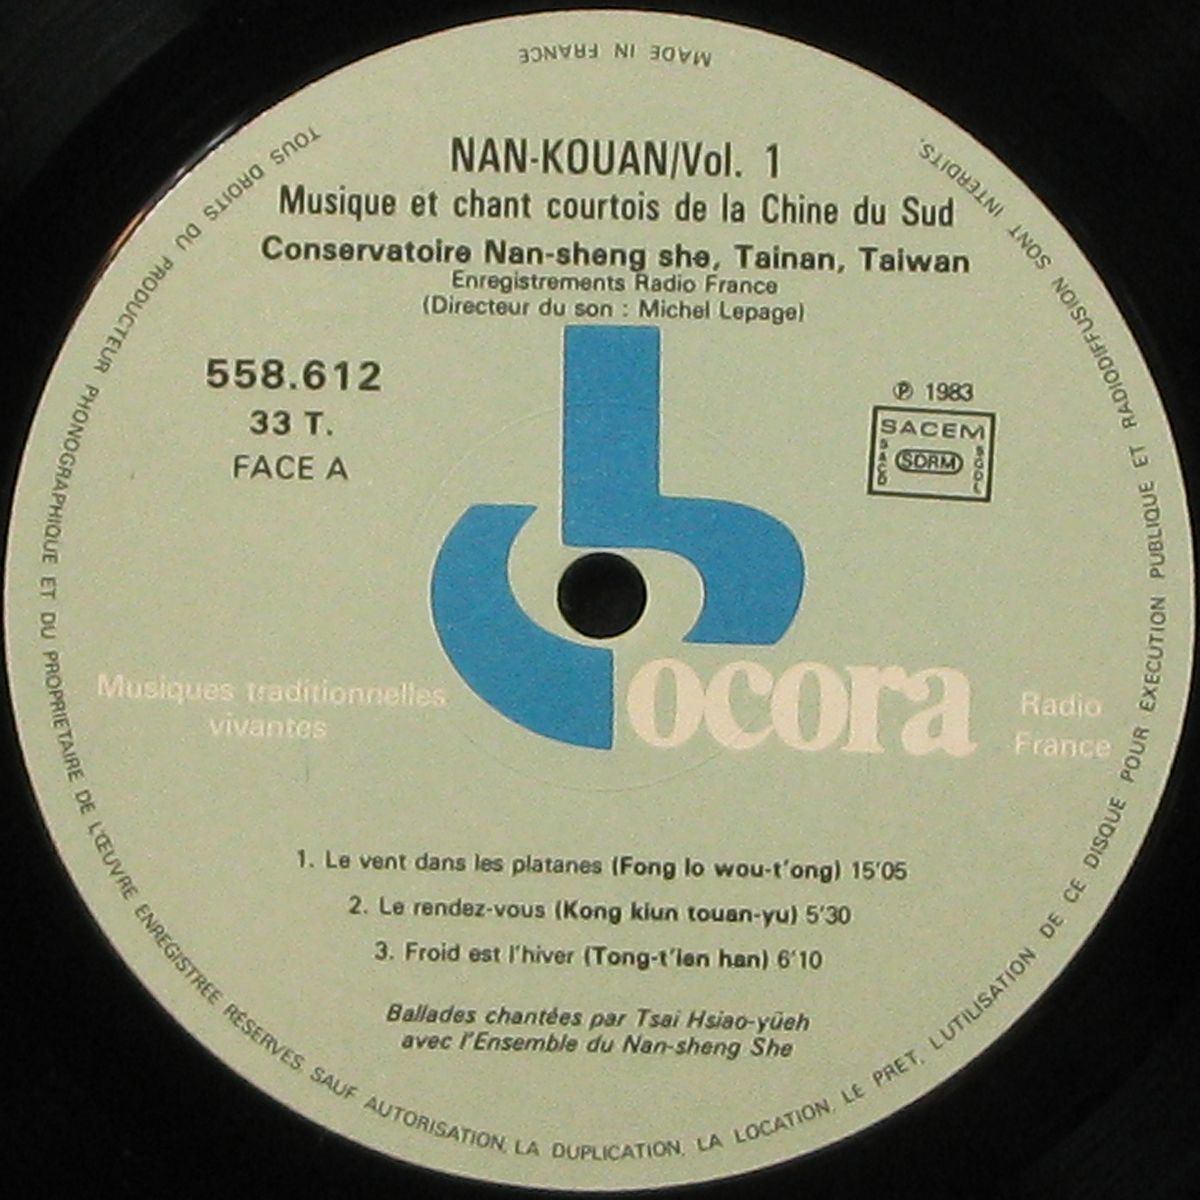 MADE IN FRANCE
NAN-KOUAN/Vol. 1
Musique et chant courtois de la Chine du Sud
Conservatoire Nan-sheng she, Tainan, Taiwan
Enregistrements Radio France
(Directeur du son : Michel Lepage)
558.612
33 T.
FACE A
℗ 1983
SACEM
SACD
SDRM
SGDL
ocora
Musiques traditionnelles
vivantes
Radio
France
1. Le vent dans les platanes (Fong lo wou-t'ong) 15'05
2. Le rendez-vous (Kong kiun touan-yu) 5'30
3. Froid est l'hiver (Tong-t'ien han) 6'10
Ballades chantées par Tsai Hsiao-yüeh
avec l'Ensemble du Nan-sheng She
TOUS DROITS DU PRODUCTEUR PHONOGRAPHIQUE ET DU PROPRIETAIRE DE L'ŒUVRE ENREGISTREE RÉSERVES. SAUF AUTORISATION, LA DUPLICATION, LA LOCATION, LE PRET, L'UTILISATION DE CE DISQUE POUR EXECUTION PUBLIQUE ET RADIODIFFUSION SONT INTERDITS.